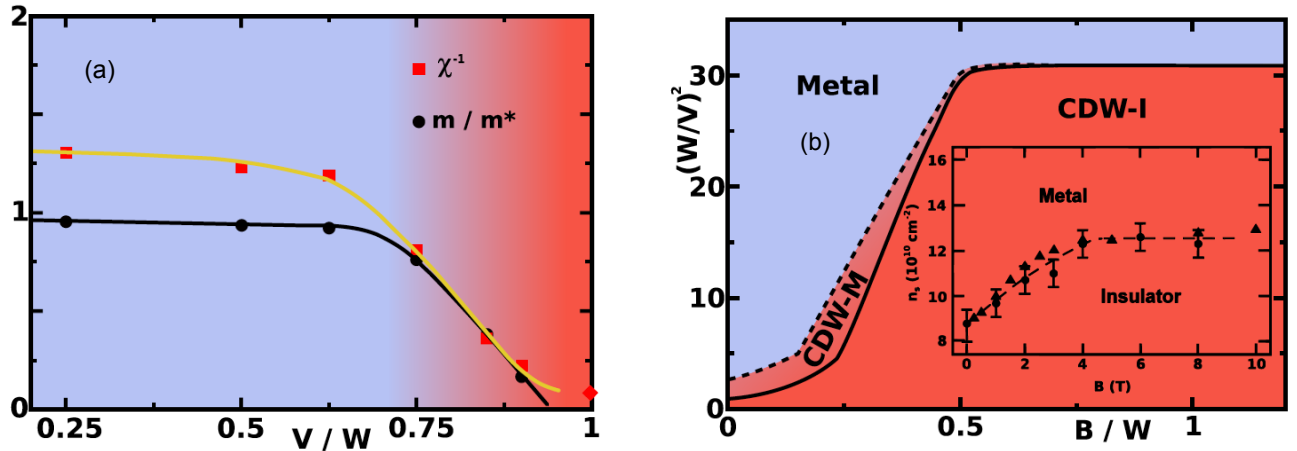 2
1
0
(a)
χ⁻¹
m / m*
0.25
0.5
0.75
1
V / W
30
20
10
0
(W/V)²
Metal
(b)
CDW-M
CDW-I
0
0.5
1
B / W
16
14
12
10
8
nₛ (10¹⁰ cm⁻²)
Metal
Insulator
0
2
4
6
8
10
B (T)